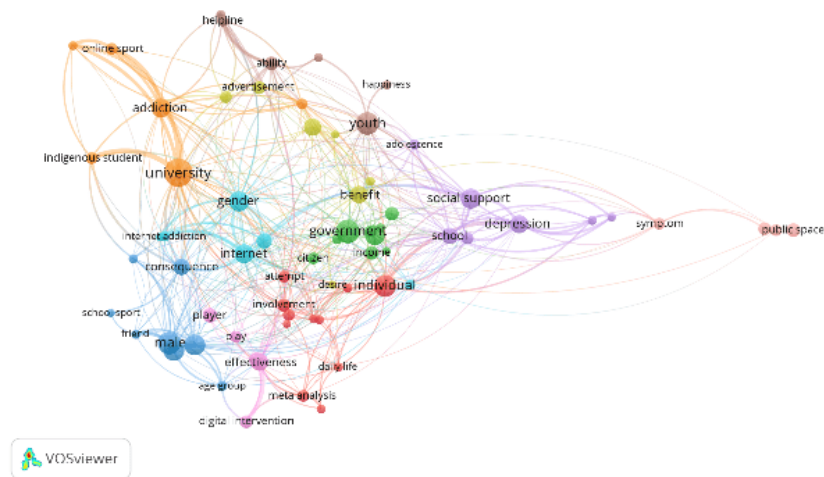 helpline
online sport
ability
advertisement
happiness
addiction
youth
adolescence
indigenous student
university
benefit
gender
social support
government
depression
symptom
public space
internet addiction
school
internet
income
citizen
consequence
attempt
desire
individual
involvement
school sport
player
friend
male
play
effectiveness
daily life
age group
meta analysis
digital intervention
VOSviewer